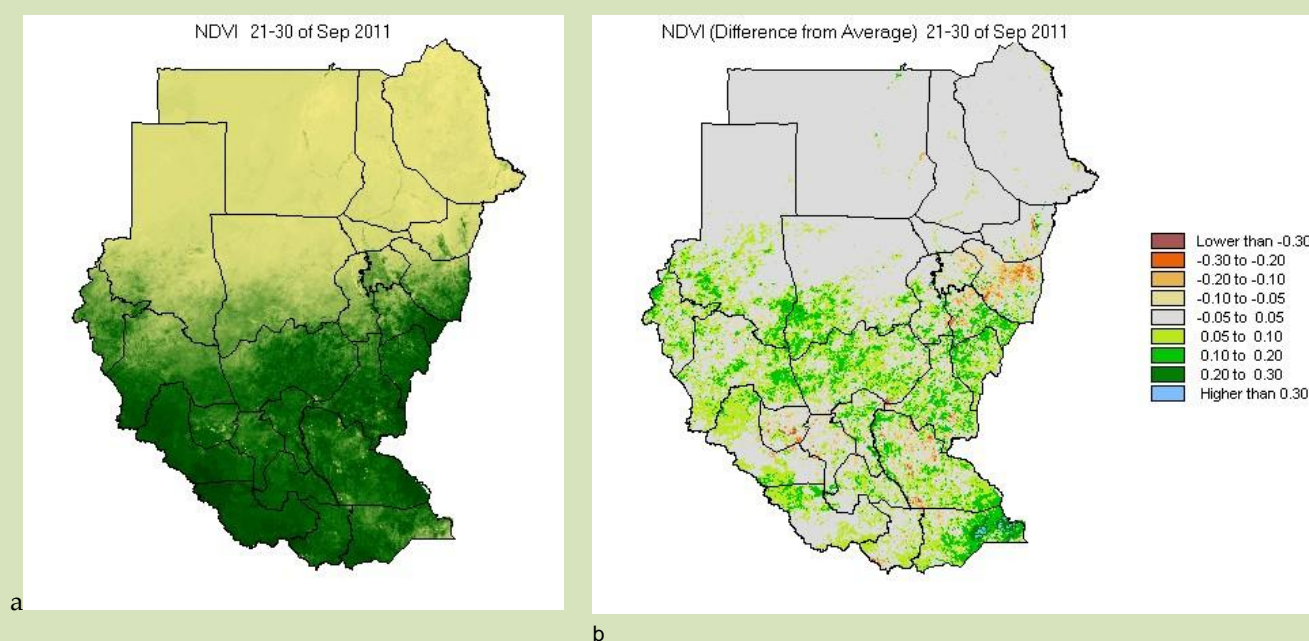 NDVI 21-30 of Sep 2011
NDVI (Difference from Average) 21-30 of Sep 2011
Lower than -0.30
-0.30 to -0.20
-0.20 to -0.10
-0.10 to -0.05
-0.05 to 0.05
0.05 to 0.10
0.10 to 0.20
0.20 to 0.30
Higher than 0.30
a
b